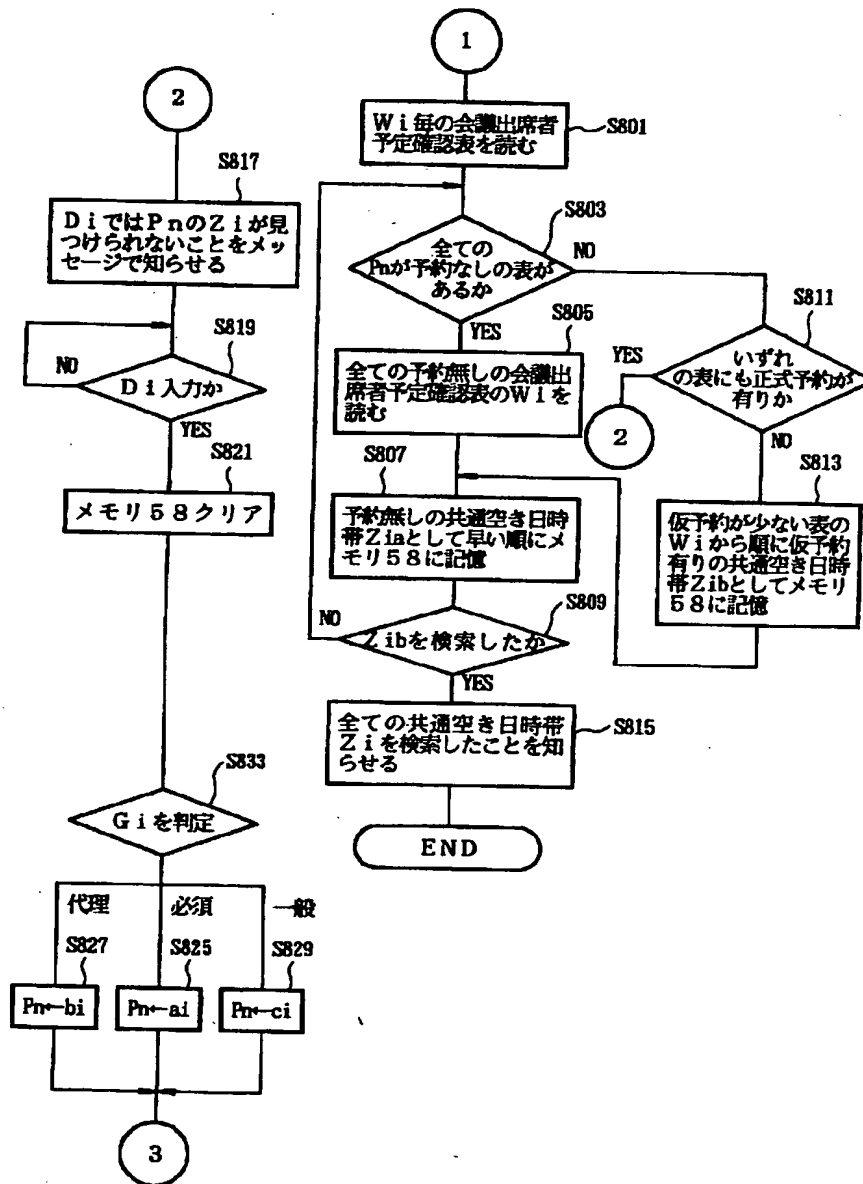 1
S801
Ｗｉ毎の会議出席者
予定確認表を読む
S803
全ての
Pnが予約なしの表が
あるか
NO
YES
S805
全ての予約無しの会議出
席者予定確認表のＷｉを
読む
S811
いずれ
の表にも正式予約が
有りか
YES
2
NO
S813
仮予約が少ない表の
Ｗｉから順に仮予約
有りの共通空き日時
帯Zibとしてメモリ
５８に記憶
S807
予約無しの共通空き日時
帯Ziaとして早い順にメ
モリ５８に記憶
S809
Ｚibを検索したか
NO
YES
S815
全ての共通空き日時帯
Ｚｉを検索したことを知
らせる
END
2
S817
ＤｉではＰｎのＺｉが見
つけられないことをメッ
セージで知らせる
S819
Ｄｉ入力か
NO
YES
S821
メモリ５８クリア
S833
Ｇｉを判定
代理
必須
一般
S827
S825
S829
Pn←bi
Pn←ai
Pn←ci
3